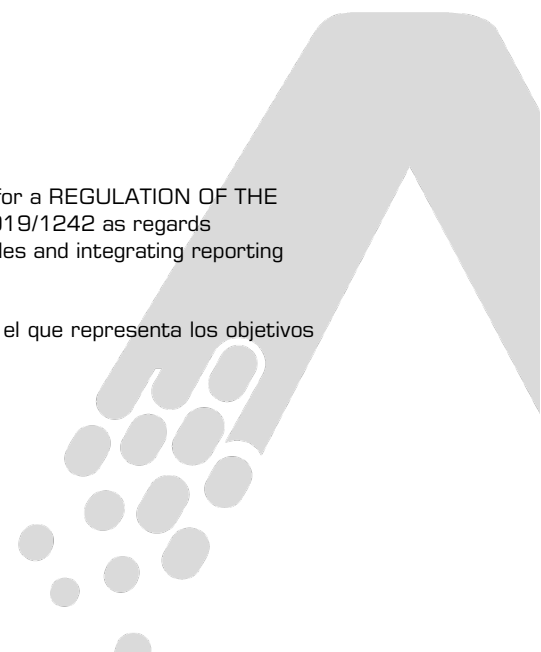 for a REGULATION OF THE
019/1242 as regards
les and integrating reporting
el que representa los objetivos